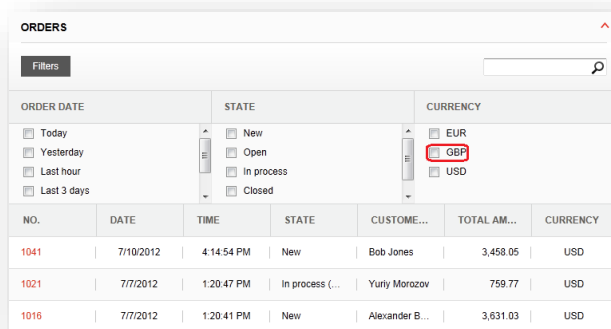 ORDERS
Filters
ORDER DATE STATE CURRENCY
Today New EUR
Yesterday Open GBP
Last hour In process USD
Last 3 days Closed
NO. DATE TIME STATE CUSTOME... TOTAL AM... CURRENCY
1041 7/10/2012 4:14:54 PM New Bob Jones 3,458.05 USD
1021 7/7/2012 1:20:47 PM In process (... Yuriy Morozov 759.77 USD
1016 7/7/2012 1:20:41 PM New Alexander B... 3,631.03 USD